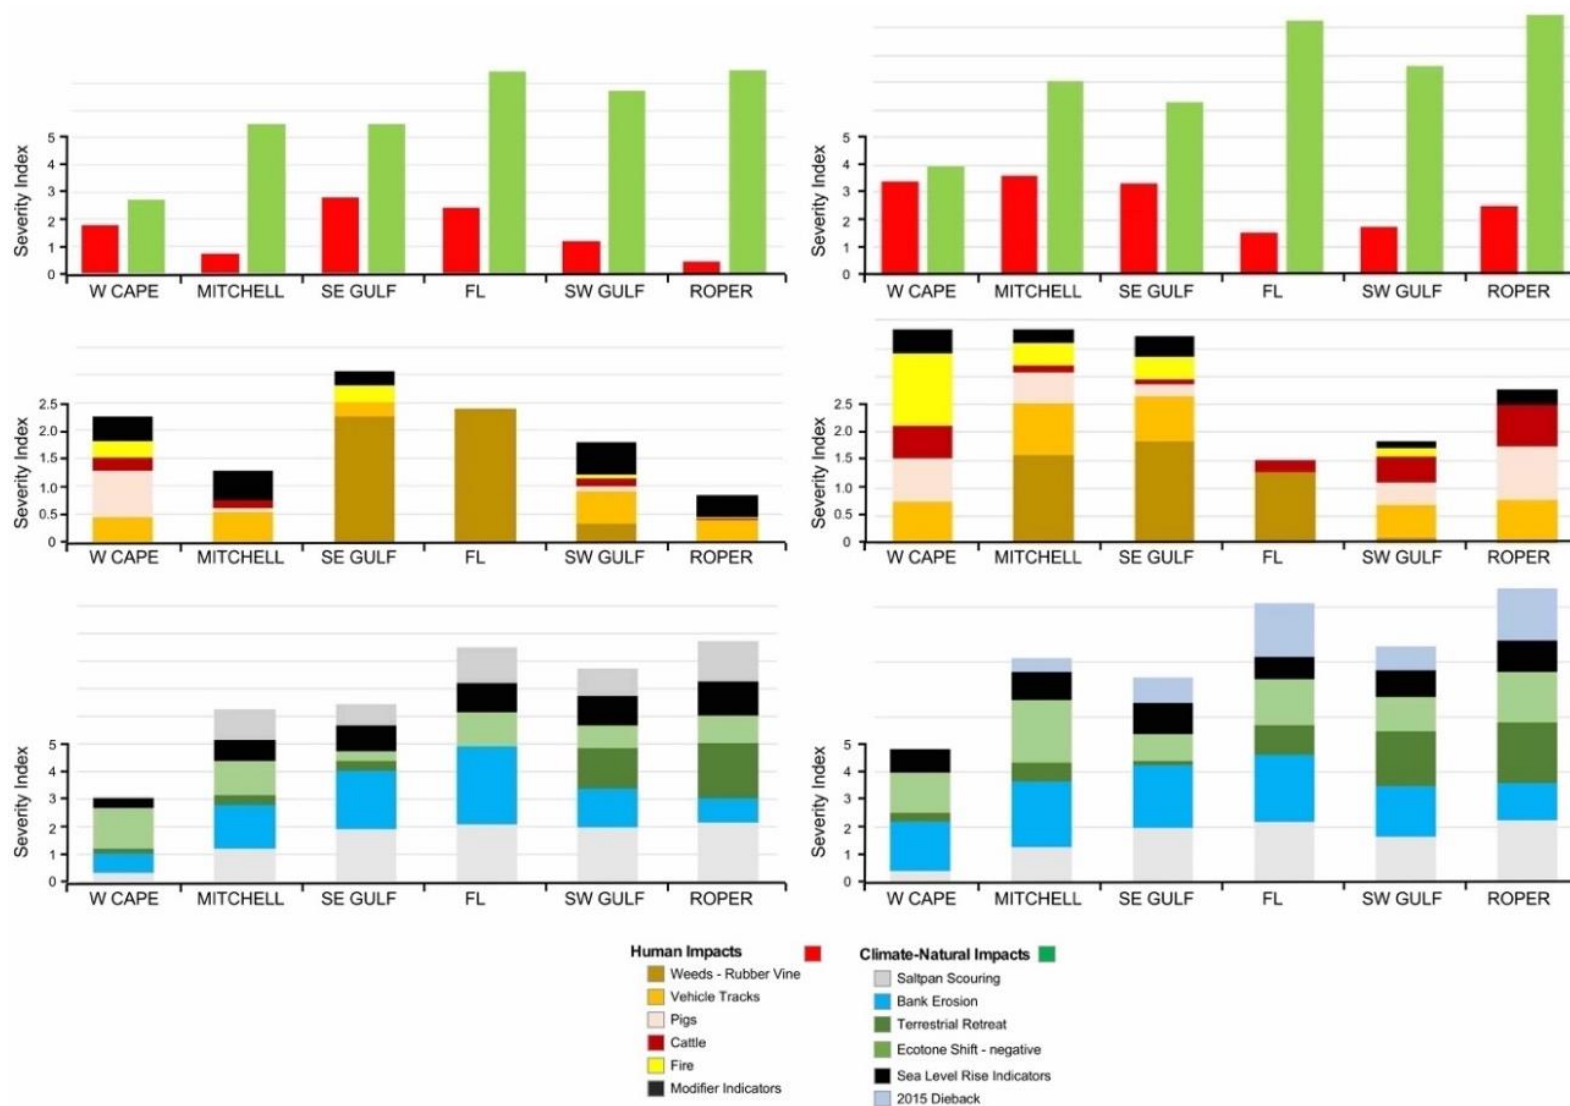 Severity Index
5
4
3
2
1
0
W CAPE MITCHELL SE GULF FL SW GULF ROPER
Severity Index
5
4
3
2
1
0
W CAPE MITCHELL SE GULF FL SW GULF ROPER
Severity Index
2.5
2.0
1.5
1.0
0.5
0
W CAPE MITCHELL SE GULF FL SW GULF ROPER
Severity Index
2.5
2.0
1.5
1.0
0.5
0
W CAPE MITCHELL SE GULF FL SW GULF ROPER
Severity Index
5
4
3
2
1
0
W CAPE MITCHELL SE GULF FL SW GULF ROPER
Severity Index
5
4
3
2
1
0
W CAPE MITCHELL SE GULF FL SW GULF ROPER
Human Impacts
Weeds - Rubber Vine
Vehicle Tracks
Pigs
Cattle
Fire
Modifier Indicators
Climate-Natural Impacts
Saltpan Scouring
Bank Erosion
Terrestrial Retreat
Ecotone Shift - negative
Sea Level Rise Indicators
2015 Dieback